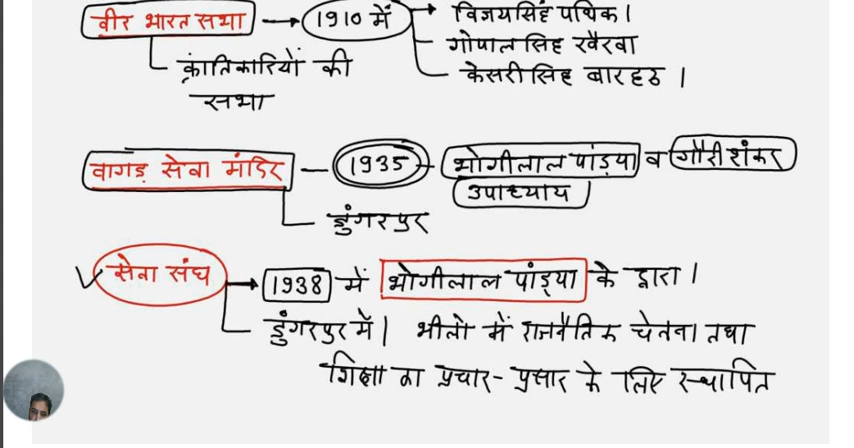 वीर भारत सभा → 1910 में → विजयसिंह पथिक।
गोपाल सिंह खैरवा
क्रांतिकारियों की केसरीसिंह बारहठ।
सभा
वागड़ सेवा मंदिर — 1935 — भोगीलाल पांड्या व गौरीशंकर
उपाध्याय
डुंगरपुर
सेवा संघ → 1938 में भोगीलाल पांड्या के द्वारा।
डुंगरपुर में। भीलो में राजनैतिक चेतना तथा
शिक्षा का प्रचार-प्रसार के लिए स्थापित